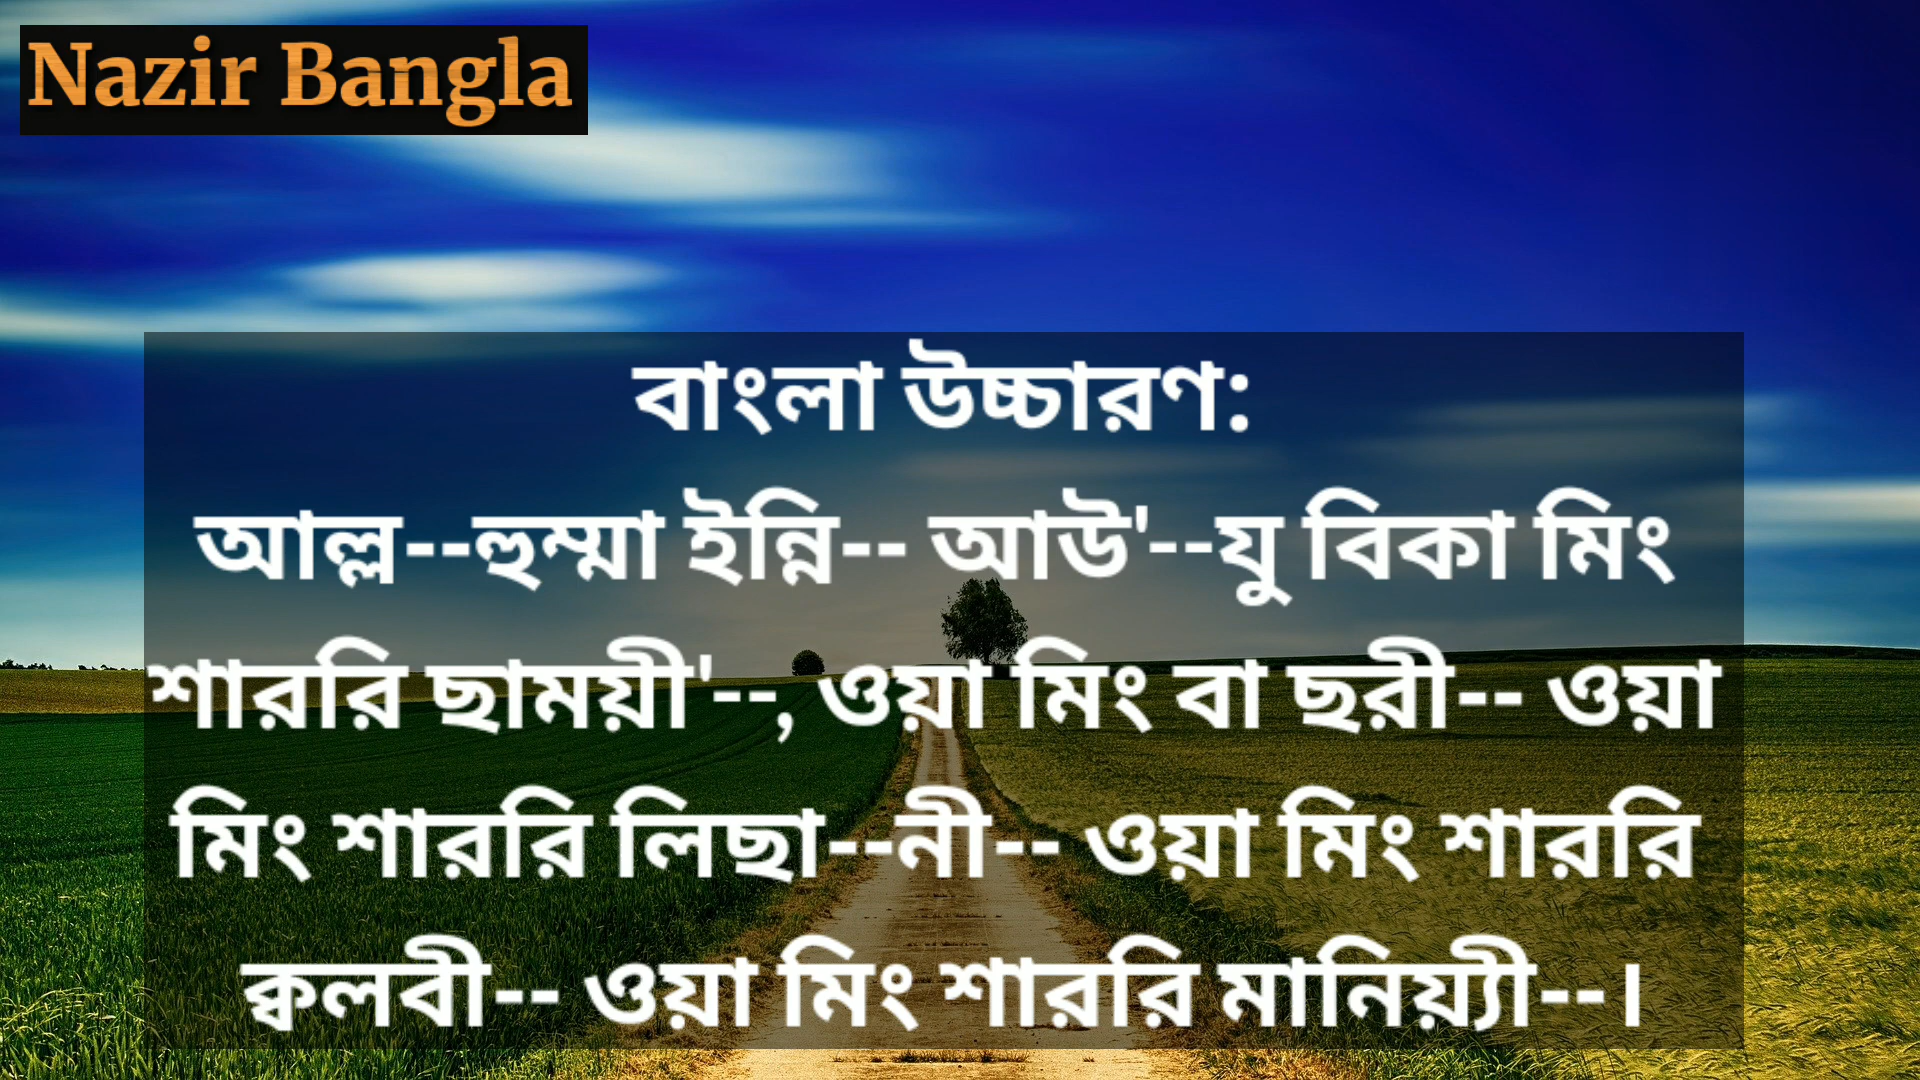 Nazir Bangla
বাংলা উচ্চারণ:
আল্ল--হুম্মা ইন্নি-- আউ'--যু বিকা মিং
শাররি ছাময়ী'--, ওয়া মিং বা ছরী-- ওয়া
মিং শাররি লিছা--নী-- ওয়া মিং শাররি
ক্বলবী-- ওয়া মিং শাররি মানিয়্যী--।